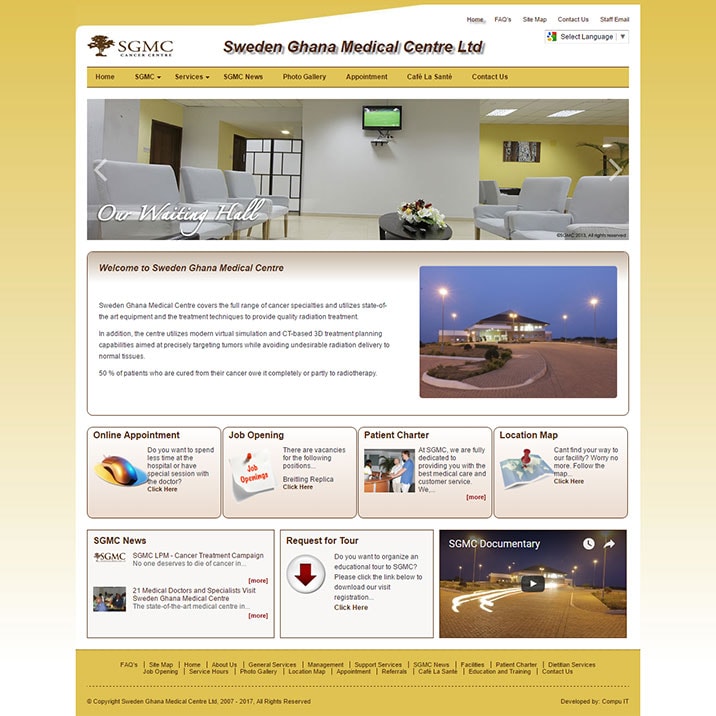 Home
FAQ's
Site Map
Contact Us
Staff Email
SGMC
CANCER CENTRE
Sweden Ghana Medical Centre Ltd
Select Language ▼
Home
SGMC
Services
SGMC News
Photo Gallery
Appointment
Café La Santé
Contact Us
Our Waiting Hall
©SGMC 2013, All rights reserved
Welcome to Sweden Ghana Medical Centre
Sweden Ghana Medical Centre covers the full range of cancer specialties and utilizes state-of-
the art equipment and the treatment techniques to provide quality radiation treatment.
In addition, the centre utilizes modern virtual simulation and CT-based 3D treatment planning
capabilities aimed at precisely targeting tumors while avoiding undesirable radiation delivery to
normal tissues.
50 % of patients who are cured from their cancer owe it completely or partly to radiotherapy.
Online Appointment
Do you want to spend
less time at the
hospital or have
special session with
the doctor?
Click Here
Job Opening
Job
Openings
There are vacancies
for the following
positions...
Breitling Replica
Click Here
Patient Charter
At SGMC, we are fully
dedicated to
providing you with the
best medical care and
customer service.
We,...
[more]
Location Map
Cant find your way to
our facility? Worry no
more. Follow the
map...
Click Here
SGMC News
SGMC
SGMC LPM - Cancer Treatment Campaign
No one deserves to die of cancer in...
[more]
21 Medical Doctors and Specialists Visit
Sweden Ghana Medical Centre
The state-of-the-art medical centre in...
[more]
Request for Tour
Do you want to organize an
educational tour to SGMC?
Please click the link below to
download our visit
registration...
Click Here
SGMC Documentary
FAQ's | Site Map | Home | About Us | General Services | Management | Support Services | SGMC News | Facilities | Patient Charter | Dietitian Services
Job Opening | Service Hours | Photo Gallery | Location Map | Appointment | Referrals | Café La Santé | Education and Training | Contact Us
© Copyright Sweden Ghana Medical Centre Ltd, 2007 - 2017, All Rights Reserved
Developed by: Compu IT